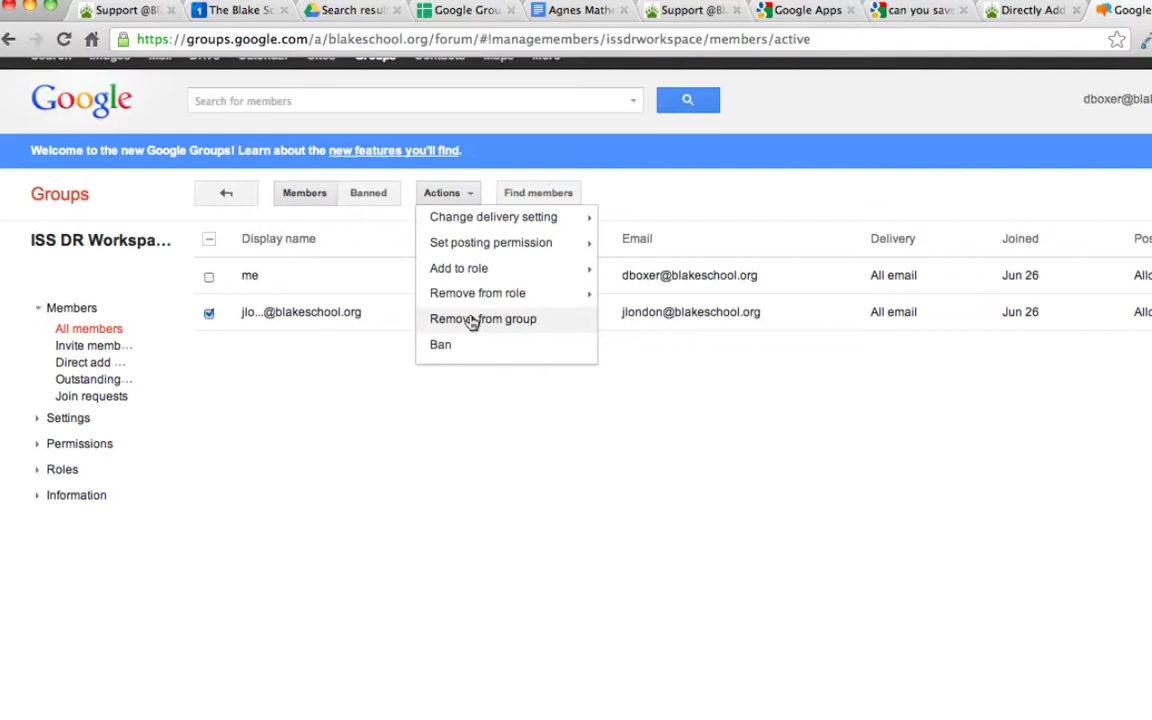 Support @Bl
The Blake Sc
Search resul
Google Grou
Agnes Mathe
Support @Bl
Google Apps
can you save
Directly Add
Google
https://groups.google.com/a/blakeschool.org/forum/#!managemembers/issdrworkspace/members/active
Google
Search for members
dboxer@blal
Welcome to the new Google Groups! Learn about the new features you'll find.
Groups
Members
Banned
Actions
Find members
ISS DR Workspa...
Display name
Email
Delivery
Joined
Pos
me
dboxer@blakeschool.org
All email
Jun 26
Allo
jlo...@blakeschool.org
jlondon@blakeschool.org
All email
Jun 26
Allo
Change delivery setting
Set posting permission
Add to role
Remove from role
Remove from group
Ban
Members
All members
Invite memb...
Direct add ...
Outstanding...
Join requests
Settings
Permissions
Roles
Information